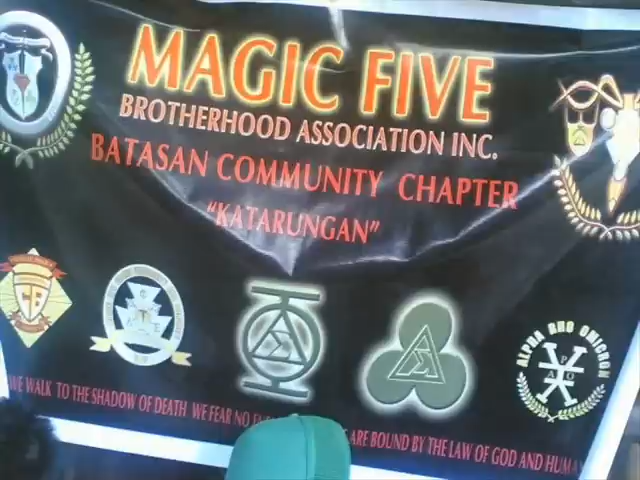 MAGIC FIVE
BROTHERHOOD ASSOCIATION INC.
BATASAN COMMUNITY CHAPTER
"KATARUNGAN"
ALPHA RHO OMICRON
WE WALK TO THE SHADOW OF DEATH WE FEAR NO ARE BOUND BY THE LAW OF GOD AND